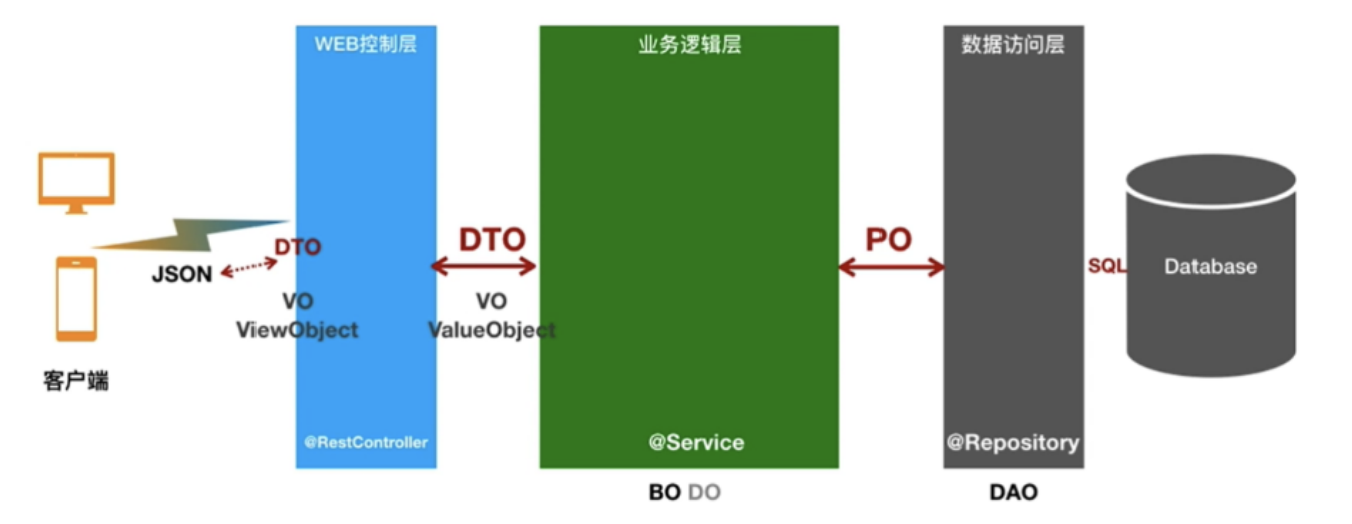 WEB控制层
业务逻辑层
数据访问层
DTO
JSON
VO
ViewObject
客户端
DTO
VO
ValueObject
PO
SQL
Database
@RestController
@Service
@Repository
BO DO
DAO